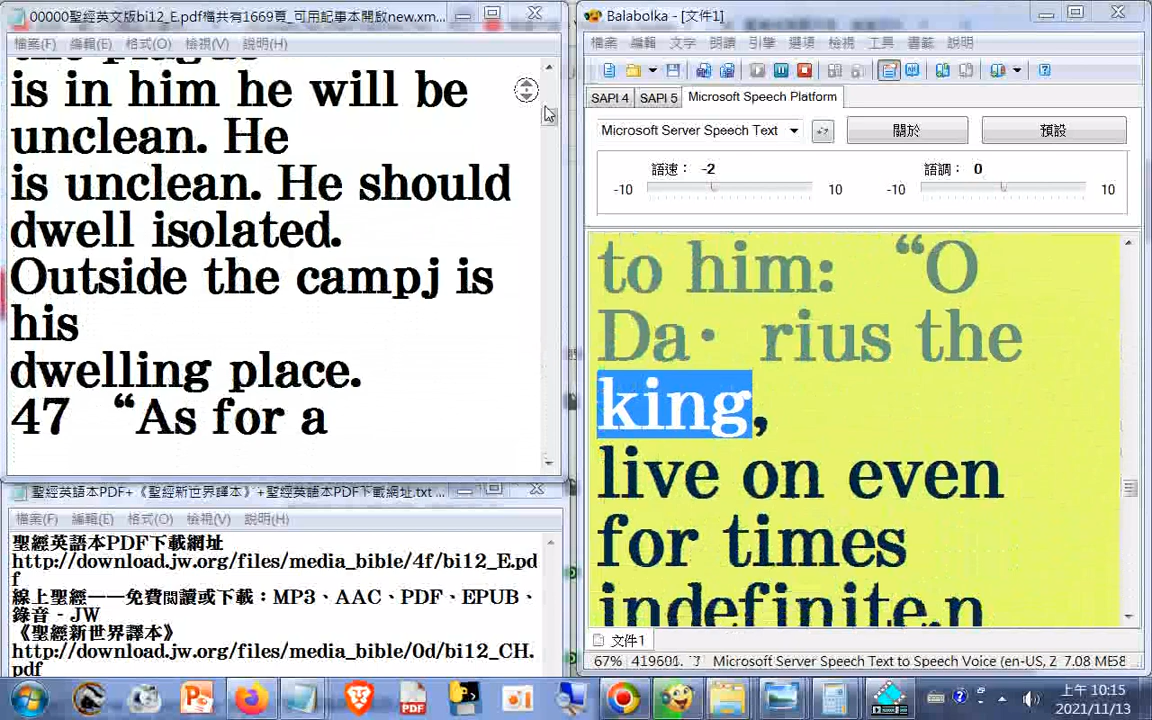 00000聖經英文版bi12_E.pdf檔共有1669頁_可用記事本開啟new.xm...
檔案(F) 編輯(E) 格式(O) 檢視(V) 說明(H)
is in him he will be
unclean. He
is unclean. He should
dwell isolated.
Outside the campj is
his
dwelling place.
47 “As for a
聖經英語本PDF+《聖經新世界譯本》+聖經英語本PDF下載網址.txt ...
檔案(F) 編輯(E) 格式(O) 檢視(V) 說明(H)
聖經英語本PDF下載網址
http://download.jw.org/files/media_bible/4f/bi12_E.pd
f
線上聖經——免費閱讀或下載：MP3、AAC、PDF、EPUB、
錄音 - JW
《聖經新世界譯本》
http://download.jw.org/files/media_bible/0d/bi12_CH.
pdf
Balabolka - [文件1]
檔案 編輯 文字 朗讀 引擎 選項 檢視 工具 書籤 說明
SAPI 4 SAPI 5 Microsoft Speech Platform
Microsoft Server Speech Text 關於 預設
語速： -2 語調： 0
-10 10 -10 10
to him: “O
Da· rius the
king,
live on even
for times
indefinite.n
文件1
67% Microsoft Server Speech Text to Speech Voice (en-US, Z 7.08 ME58
PDF
上午 10:15
2021/11/13